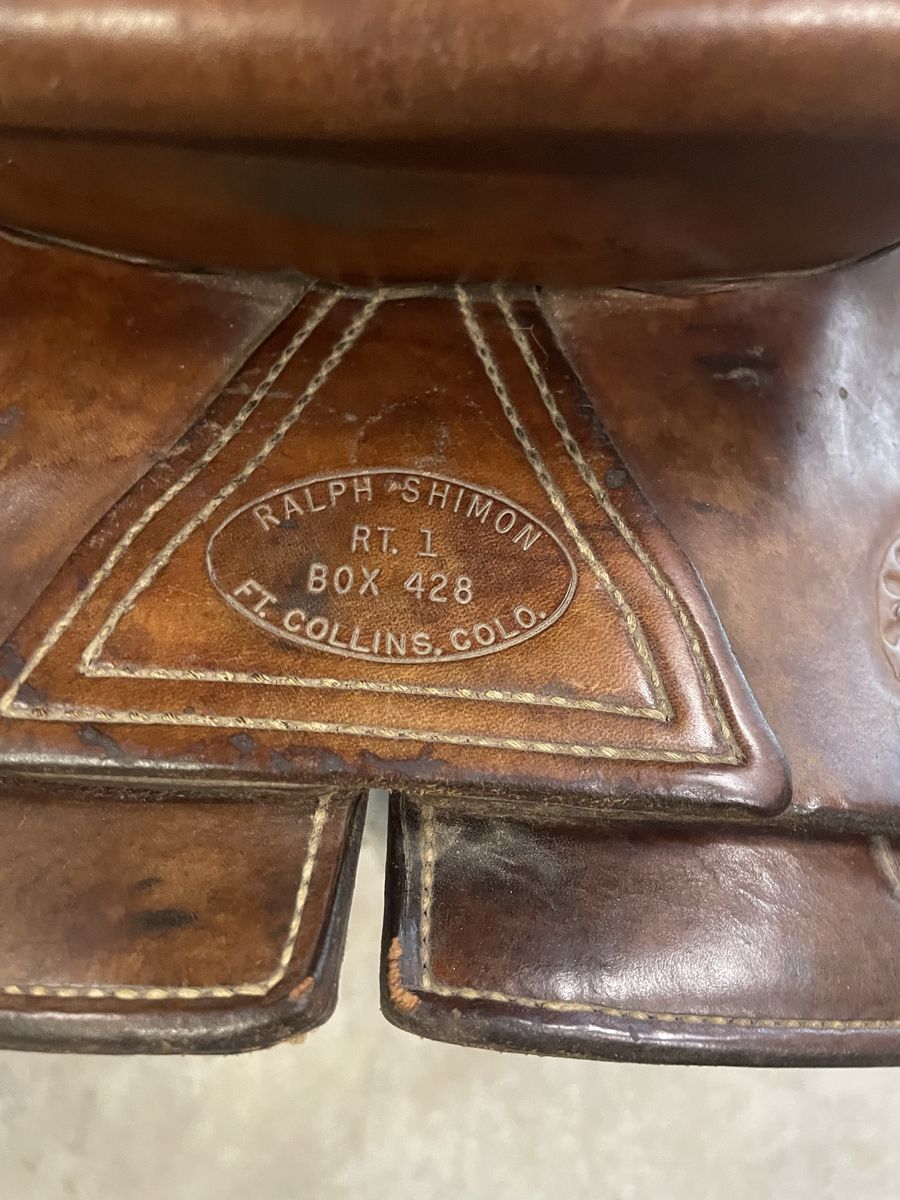 RALPH SHIMON
RT. 1
BOX 428
FT. COLLINS, COLO.